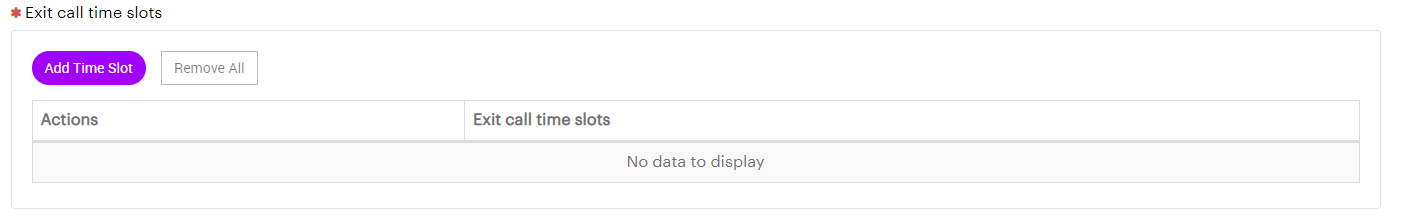 ✱ Exit call time slots
Add Time Slot Remove All
Actions Exit call time slots
No data to display